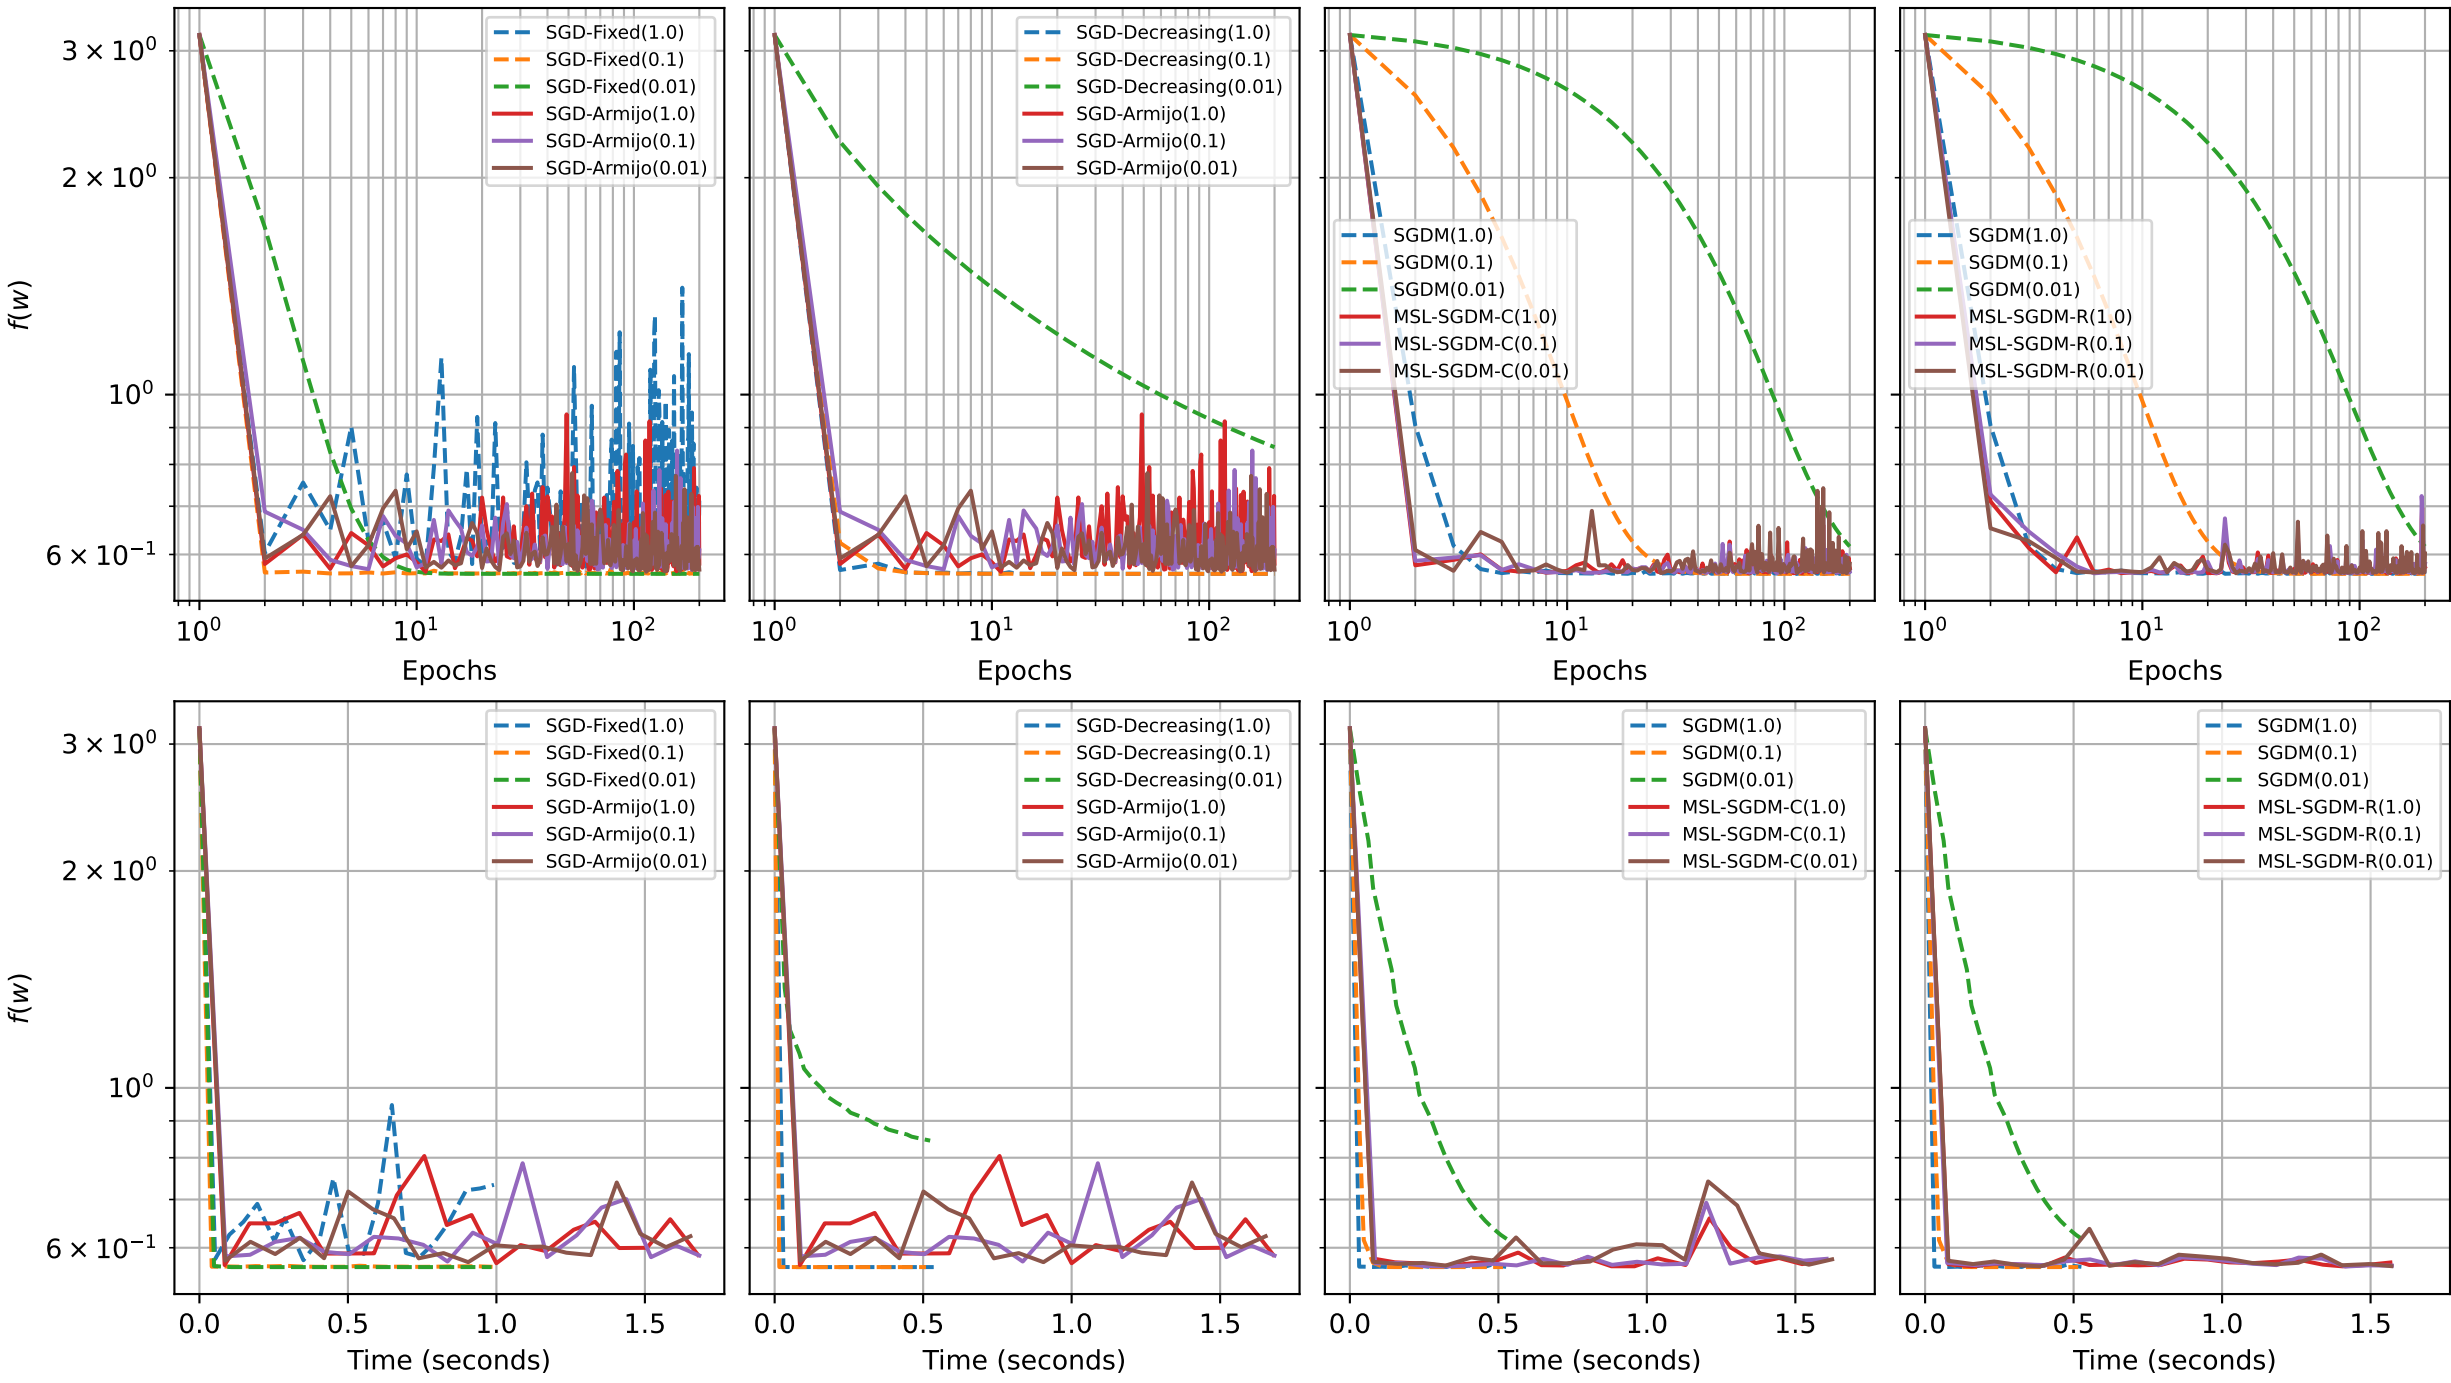 f(w)
3 × 10⁰
2 × 10⁰
10⁰
6 × 10⁻¹
SGD-Fixed(1.0)
SGD-Fixed(0.1)
SGD-Fixed(0.01)
SGD-Armijo(1.0)
SGD-Armijo(0.1)
SGD-Armijo(0.01)
10⁰ 10¹ 10²
Epochs
SGD-Decreasing(1.0)
SGD-Decreasing(0.1)
SGD-Decreasing(0.01)
SGD-Armijo(1.0)
SGD-Armijo(0.1)
SGD-Armijo(0.01)
10⁰ 10¹ 10²
Epochs
SGDM(1.0)
SGDM(0.1)
SGDM(0.01)
MSL-SGDM-C(1.0)
MSL-SGDM-C(0.1)
MSL-SGDM-C(0.01)
10⁰ 10¹ 10²
Epochs
SGDM(1.0)
SGDM(0.1)
SGDM(0.01)
MSL-SGDM-R(1.0)
MSL-SGDM-R(0.1)
MSL-SGDM-R(0.01)
10⁰ 10¹ 10²
Epochs
f(w)
3 × 10⁰
2 × 10⁰
10⁰
6 × 10⁻¹
SGD-Fixed(1.0)
SGD-Fixed(0.1)
SGD-Fixed(0.01)
SGD-Armijo(1.0)
SGD-Armijo(0.1)
SGD-Armijo(0.01)
0.0 0.5 1.0 1.5
Time (seconds)
SGD-Decreasing(1.0)
SGD-Decreasing(0.1)
SGD-Decreasing(0.01)
SGD-Armijo(1.0)
SGD-Armijo(0.1)
SGD-Armijo(0.01)
0.0 0.5 1.0 1.5
Time (seconds)
SGDM(1.0)
SGDM(0.1)
SGDM(0.01)
MSL-SGDM-C(1.0)
MSL-SGDM-C(0.1)
MSL-SGDM-C(0.01)
0.0 0.5 1.0 1.5
Time (seconds)
SGDM(1.0)
SGDM(0.1)
SGDM(0.01)
MSL-SGDM-R(1.0)
MSL-SGDM-R(0.1)
MSL-SGDM-R(0.01)
0.0 0.5 1.0 1.5
Time (seconds)